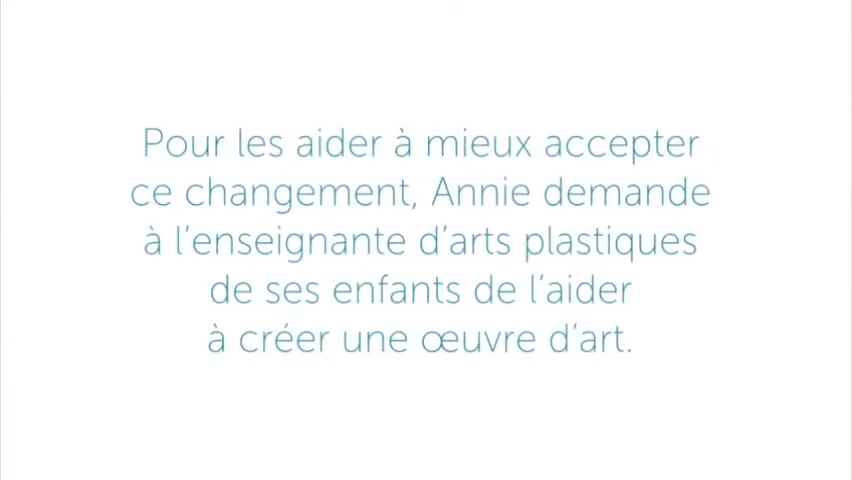 Pour les aider à mieux accepter
ce changement, Annie demande
à l’enseignante d’arts plastiques
de ses enfants de l’aider
à créer une œuvre d’art.